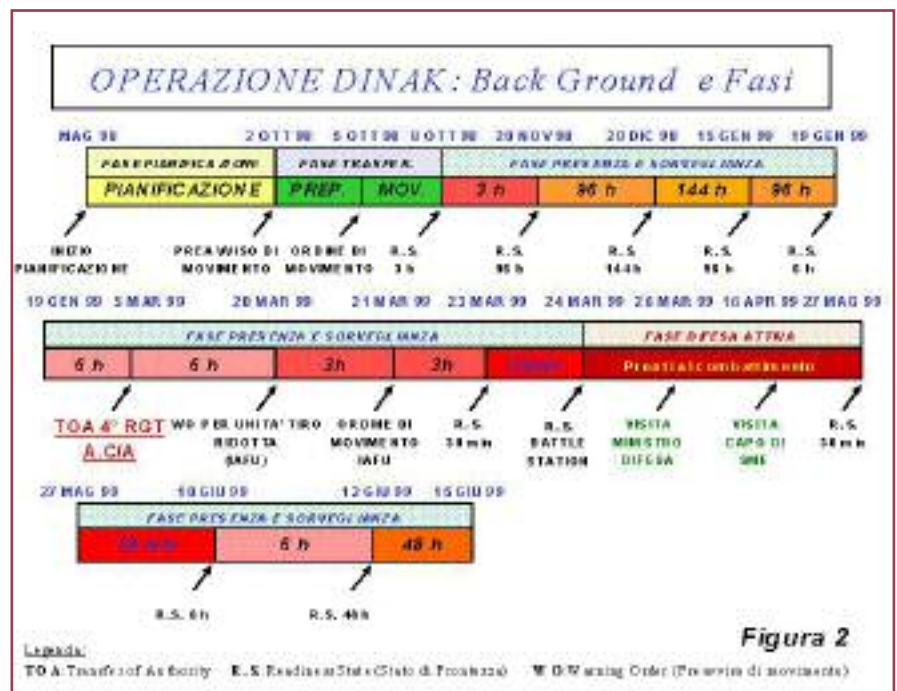 OPERAZIONE DINAK: Back Ground e Fasi
MAG 98 2 OTT 98 5 OTT 98 8 OTT 98 20 DIC 98 15 GEN 99 19 GEN 99
FASE PIANIFICAZIONE FASE TRASFER. FASE PRESENZA E SORVEGLIANZA
PIANIFICAZIONE PREP. MOV. 3 h 96 h 144 h 96 h
INIZIO PREAVVISO DI ORDINE DI R.S. R.S. R.S. R.S. R.S.
PIANIFICAZIONE MOVIMENTO MOVIMENTO 3 h 96 h 144 h 96 h 6 h
19 GEN 99 5 MAR 99 20 MAR 99 21 MAR 99 23 MAR 99 24 MAR 99 26 MAR 99 16 APR 99 27 MAG 99
FASE PRESENZA E SORVEGLIANZA FASE DIFESA ATTIVA
6 h 6 h 3h 3h Pronti al combattimento
TOA 4° RGT WO PER UNITA' TIRO ORDINE DI R.S. R.S. VISITA VISITA R.S.
A.CIA RIDOTTA MOVIMENTO 30 min BATTLE MINISTRO CAPO DI 30 min
(IAFU) IAFU STATION DIFESA SME
27 MAG 99 10 GIU 99 12 GIU 99 15 GIU 99
FASE PRESENZA E SORVEGLIANZA
6 h 48 h
R.S. 6 h R.S. 48 h
Figura 2
Legenda:
TOA: Transfer of Authority R.S. Readiness State (Stato di Prontezza) W.O. Warning Order (Preavviso di movimento)